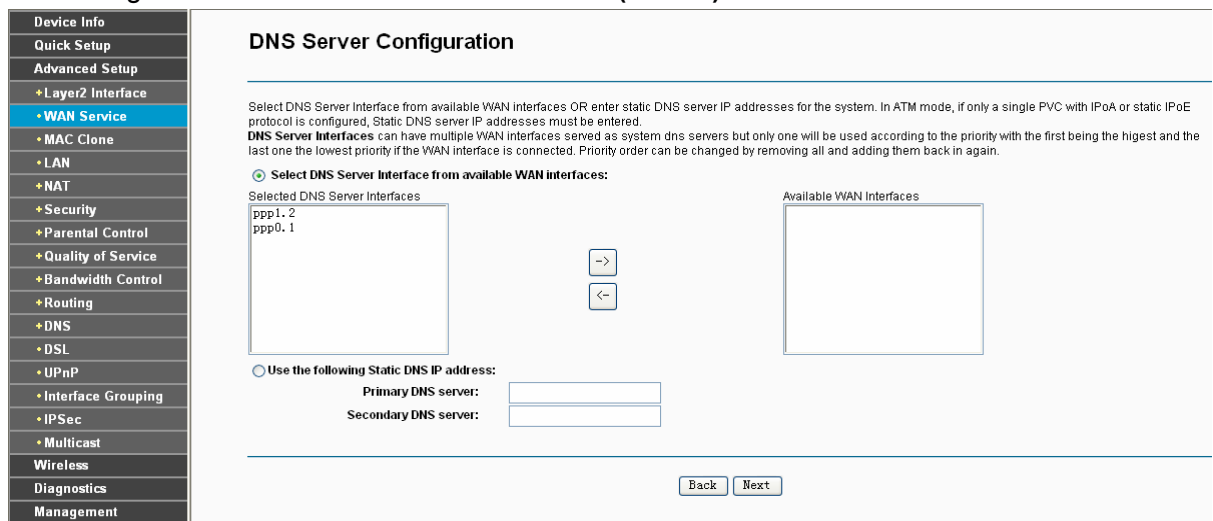 Device Info
Quick Setup
Advanced Setup
+Layer2 Interface
•WAN Service
•MAC Clone
•LAN
+NAT
+Security
+Parental Control
+Quality of Service
+Bandwidth Control
+Routing
+DNS
•DSL
•UPnP
•Interface Grouping
•IPSec
•Multicast
Wireless
Diagnostics
Management
DNS Server Configuration
Select DNS Server Interface from available WAN interfaces OR enter static DNS server IP addresses for the system. In ATM mode, if only a single PVC with IPoA or static IPoE
protocol is configured, Static DNS server IP addresses must be entered.
DNS Server Interfaces can have multiple WAN interfaces served as system dns servers but only one will be used according to the priority with the first being the higest and the
last one the lowest priority if the WAN interface is connected. Priority order can be changed by removing all and adding them back in again.
Select DNS Server Interface from available WAN interfaces:
Selected DNS Server Interfaces
ppp1.2
ppp0.1
->
<-
Available WAN Interfaces
Use the following Static DNS IP address:
Primary DNS server:
Secondary DNS server:
Back Next